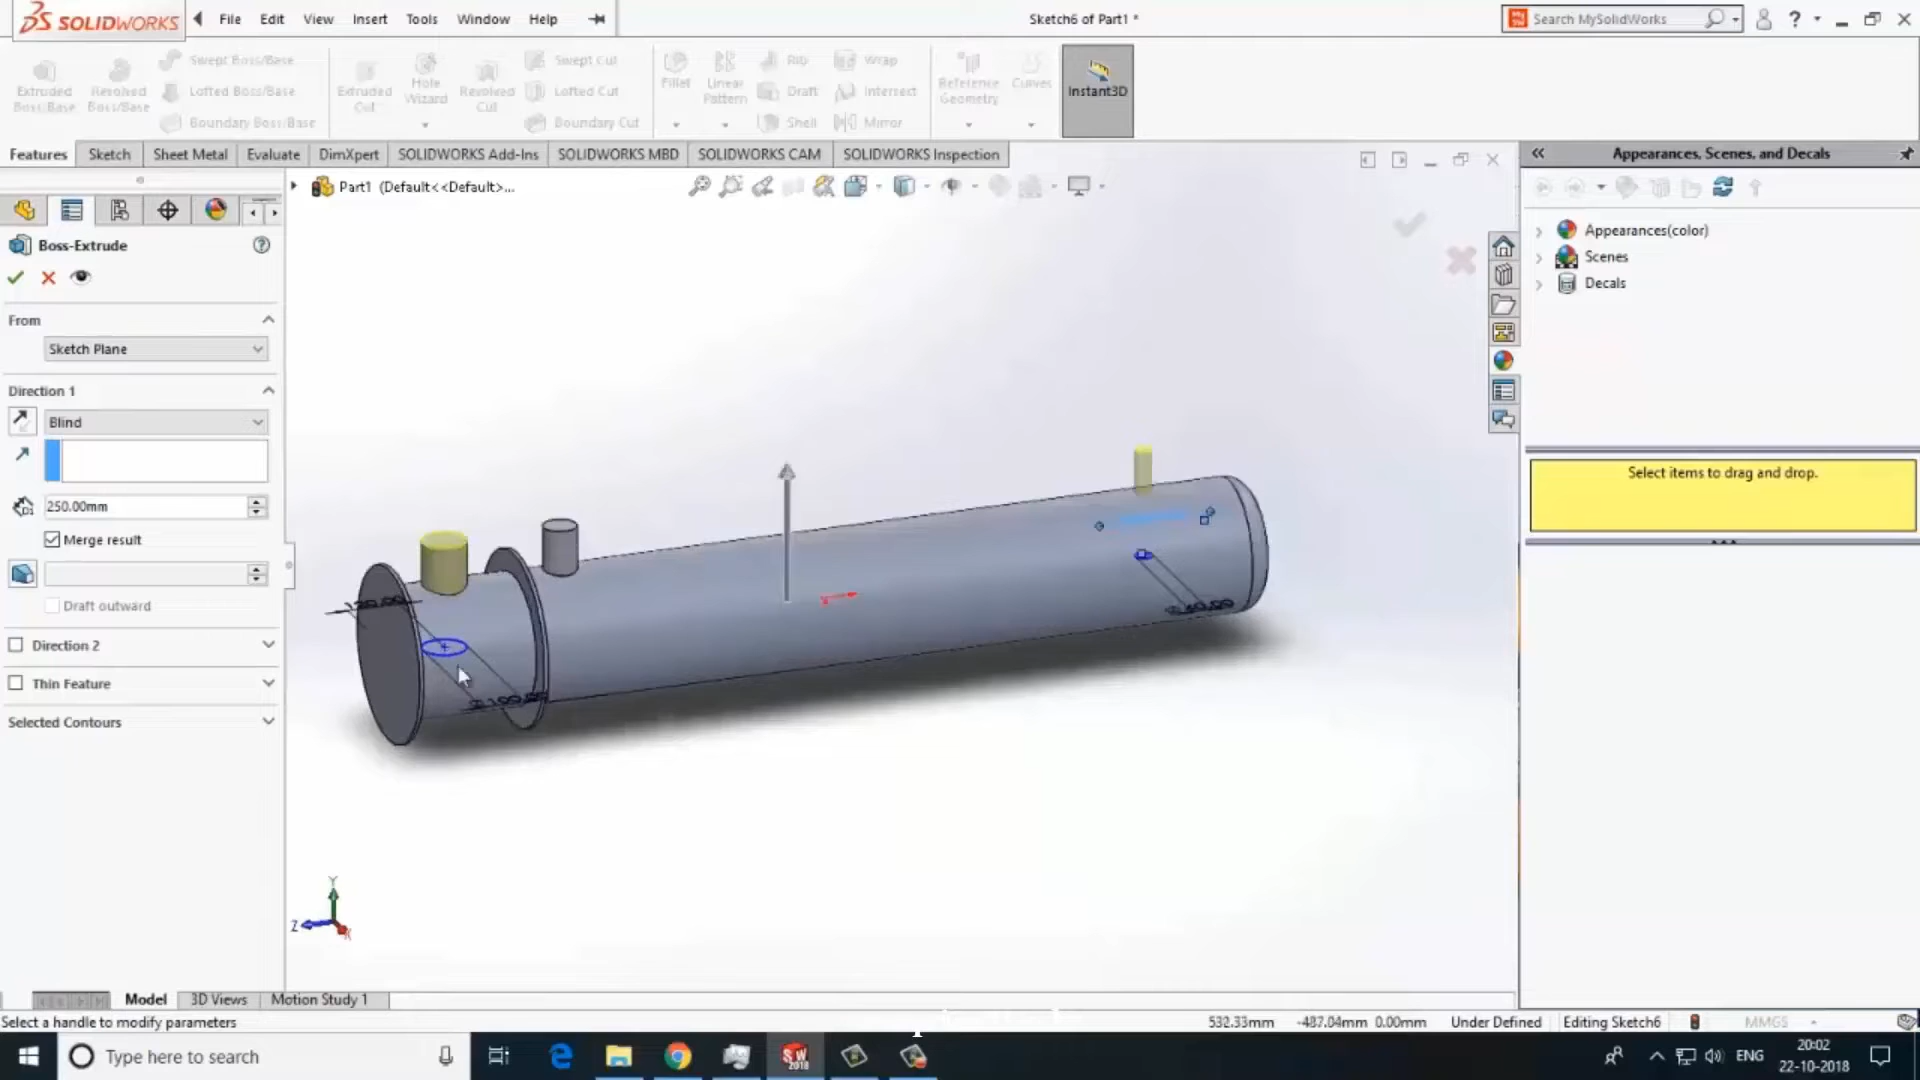 SOLIDWORKS
File
Edit
View
Insert
Tools
Window
Help
Sketch6 of Part1 *
Search MySolidWorks
Extruded Boss/Base
Revolved Boss/Base
Swept Boss/Base
Lofted Boss/Base
Boundary Boss/Base
Extruded Cut
Hole Wizard
Revolved Cut
Swept Cut
Lofted Cut
Boundary Cut
Fillet
Linear Pattern
Rib
Draft
Shell
Wrap
Intersect
Mirror
Reference Geometry
Curves
Instant3D
Features
Sketch
Sheet Metal
Evaluate
DimXpert
SOLIDWORKS Add-Ins
SOLIDWORKS MBD
SOLIDWORKS CAM
SOLIDWORKS Inspection
Appearances, Scenes, and Decals
Part1 (Default<<Default>...
Boss-Extrude
From
Sketch Plane
Direction 1
Blind
250.00mm
Merge result
Draft outward
Direction 2
Thin Feature
Selected Contours
Appearances(color)
Scenes
Decals
Select items to drag and drop.
Y
Z
Model
3D Views
Motion Study 1
Select a handle to modify parameters
532.33mm
-487.04mm 0.00mm
Under Defined
Editing Sketch6
MMGS
Type here to search
SW
2018
ENG
20:02
22-10-2018